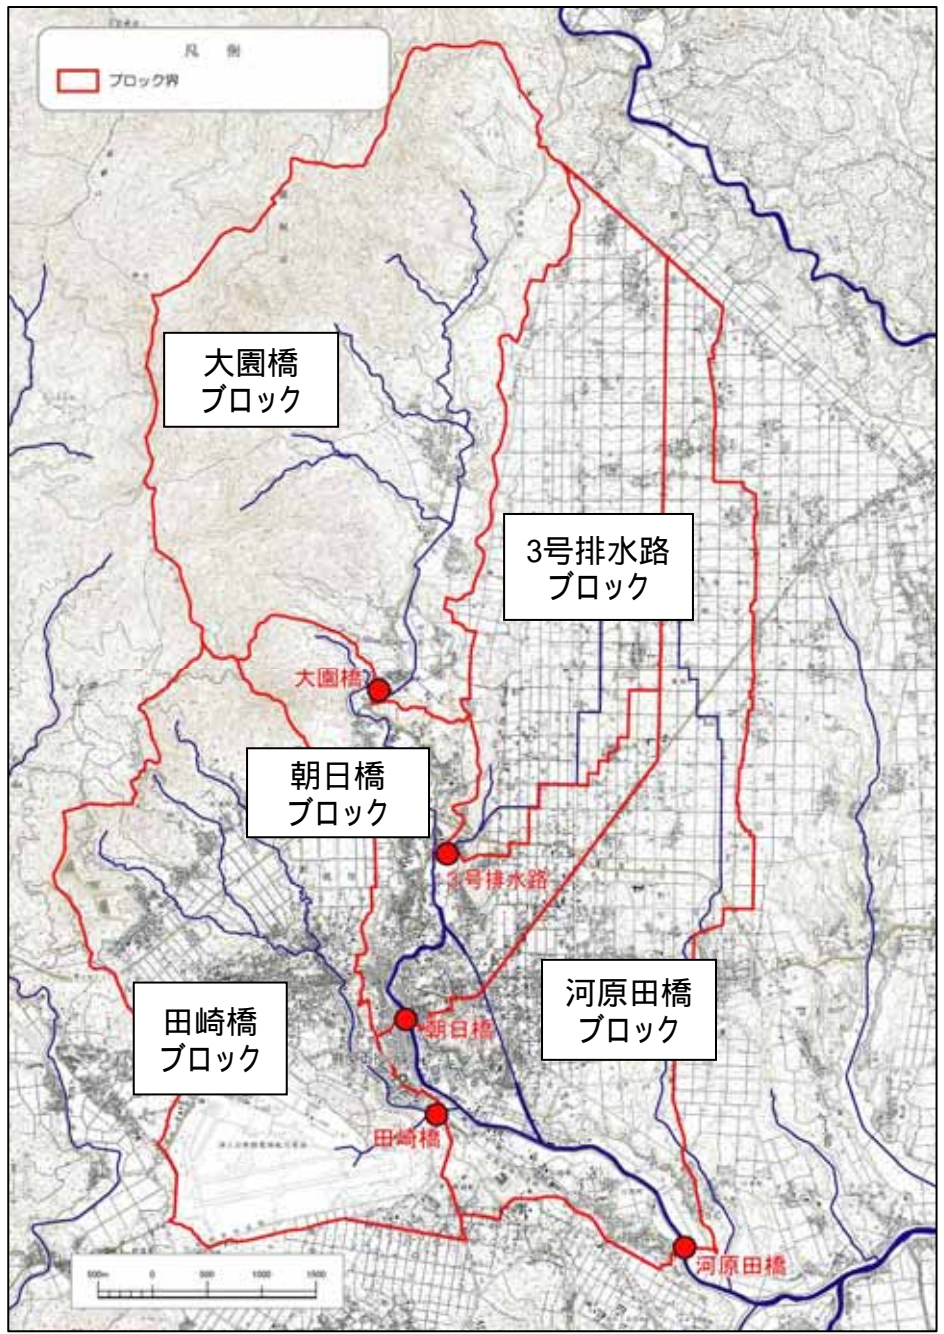 凡 例
ブロック界
大園橋
ブロック
3号排水路
ブロック
大園橋
朝日橋
ブロック
3号排水路
田崎橋
ブロック
河原田橋
ブロック
朝日橋
田崎橋
河原田橋
500m 0 500 1000 1500